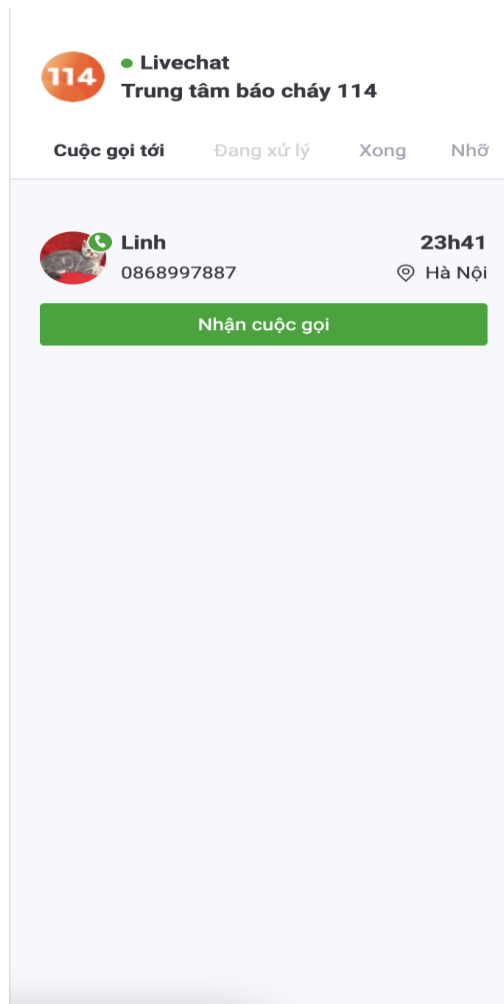 114
Livechat
Trung tâm báo cháy 114
Cuộc gọi tới Đang xử lý Xong Nhỡ
Linh 23h41
0868997887 Hà Nội
Nhận cuộc gọi